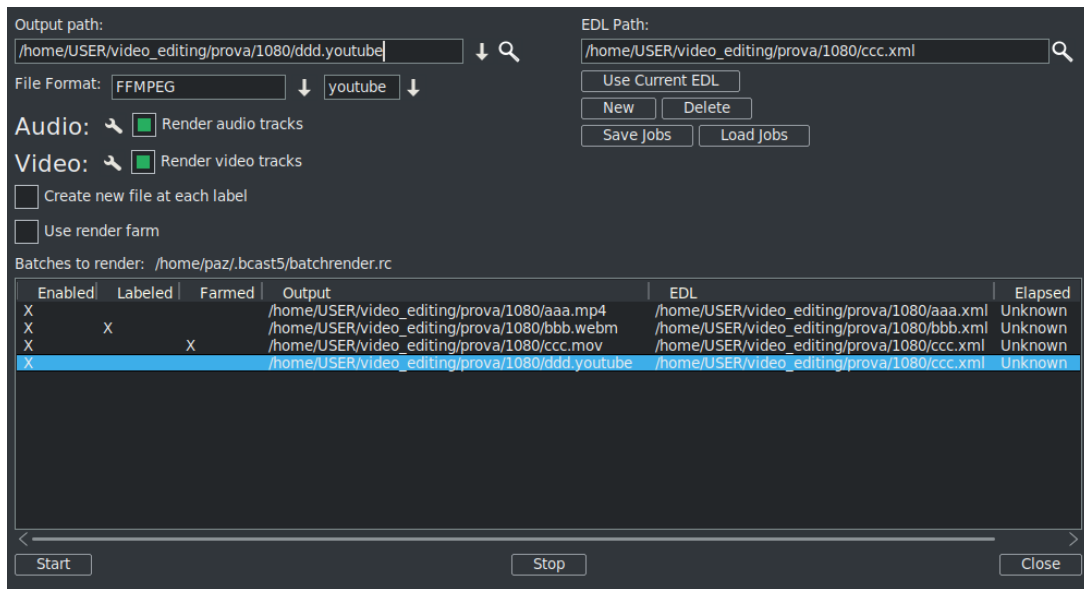 Output path:
/home/USER/video_editing/prova/1080/ddd.youtube
File Format: FFMPEG youtube
Audio: Render audio tracks
Video: Render video tracks
Create new file at each label
Use render farm
EDL Path:
/home/USER/video_editing/prova/1080/ccc.xml
Use Current EDL
New Delete
Save Jobs Load Jobs
Batches to render: /home/paz/.bcast5/batchrender.rc
Enabled Labeled Farmed Output EDL Elapsed
X /home/USER/video_editing/prova/1080/aaa.mp4 /home/USER/video_editing/prova/1080/aaa.xml Unknown
X X /home/USER/video_editing/prova/1080/bbb.webm /home/USER/video_editing/prova/1080/bbb.xml Unknown
X X /home/USER/video_editing/prova/1080/ccc.mov /home/USER/video_editing/prova/1080/ccc.xml Unknown
X /home/USER/video_editing/prova/1080/ddd.youtube /home/USER/video_editing/prova/1080/ccc.xml Unknown
Start Stop Close